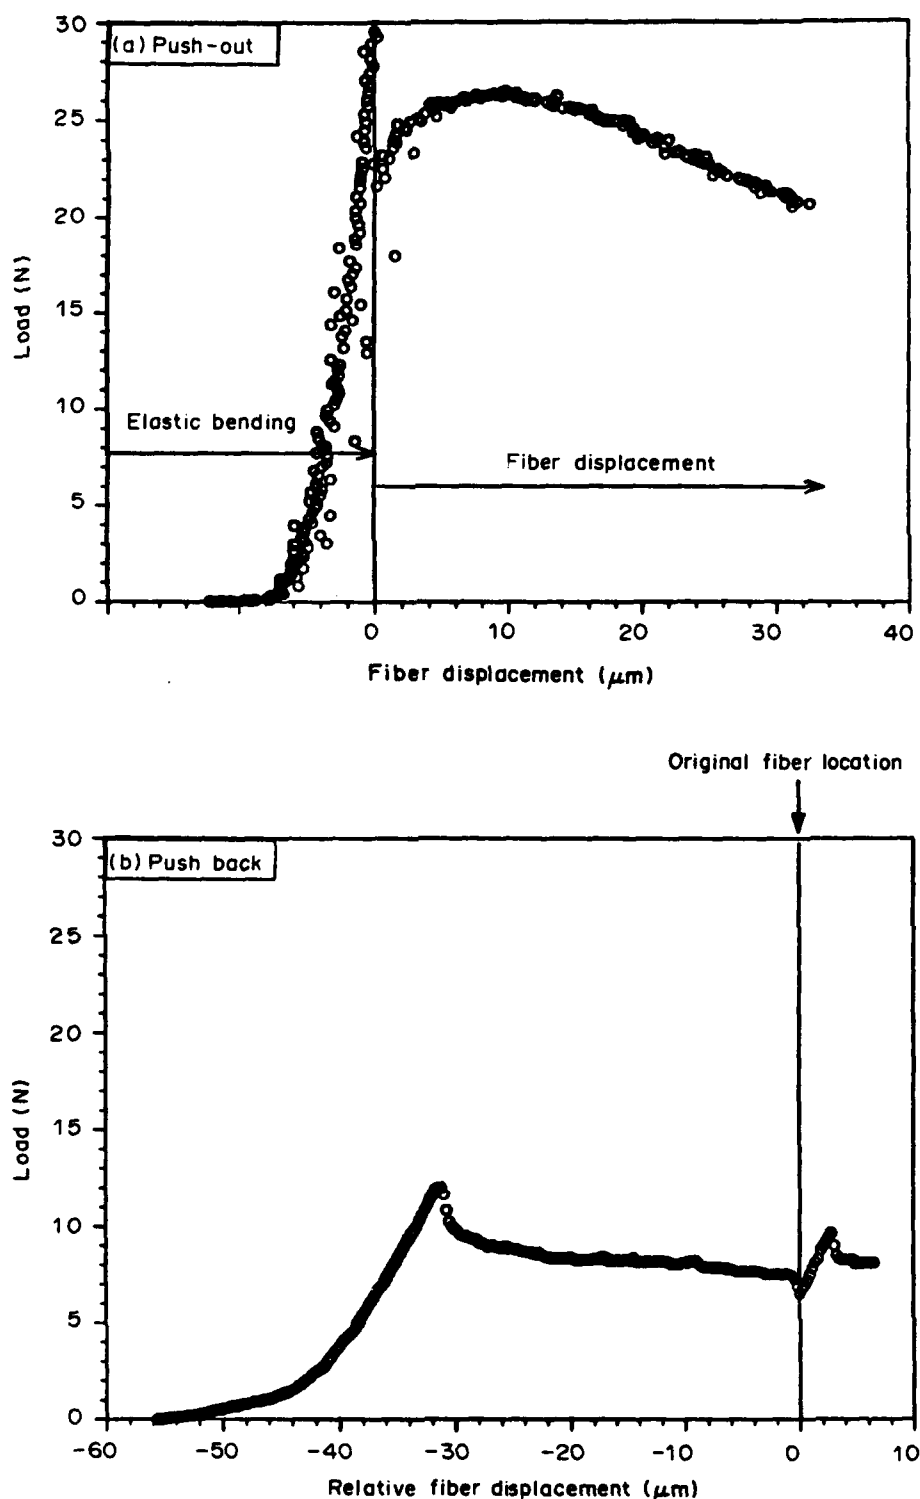 30
(a) Push-out
25
20
15
10
5
0
Load (N)
Elastic bending
Fiber displacement
0 10 20 30 40
Fiber displacement (μm)
Original fiber location
30
(b) Push back
25
20
15
10
5
0
Load (N)
-60 -50 -40 -30 -20 -10 0 10
Relative fiber displacement (μm)